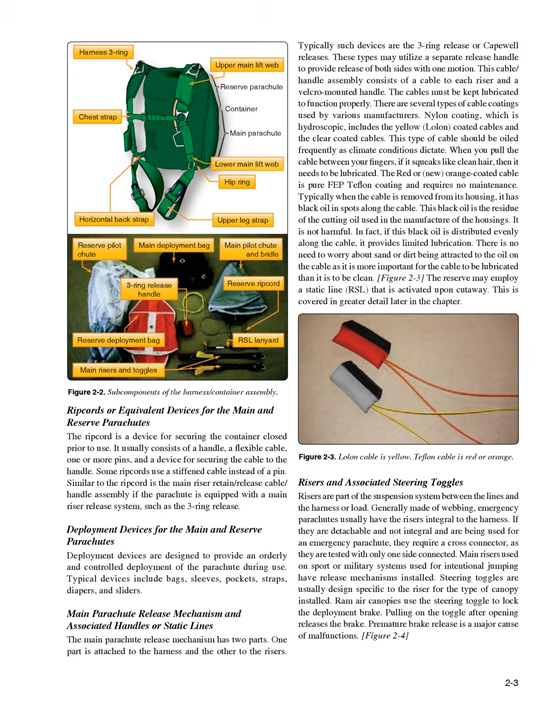 Harness 3-ring
Upper main lift web
Reserve parachute
Container
Chest strap
Main parachute
Lower main lift web
Hip ring
Horizontal back strap
Upper leg strap
Reserve pilot
chute
Main deployment bag
Main pilot chute
and bridle
3-ring release
handle
Reserve ripcord
Reserve deployment bag
RSL lanyard
Main risers and toggles
Figure 2-2. Subcomponents of the harness/container assembly.
Ripcords or Equivalent Devices for the Main and
Reserve Parachutes
The ripcord is a device for securing the container closed
prior to use. It usually consists of a handle, a flexible cable,
one or more pins, and a device for securing the cable to the
handle. Some ripcords use a stiffened cable instead of a pin.
Similar to the ripcord is the main riser retain/release cable/
handle assembly if the parachute is equipped with a main
riser release system, such as the 3-ring release.
Deployment Devices for the Main and Reserve
Parachutes
Deployment devices are designed to provide an orderly
and controlled deployment of the parachute during use.
Typical devices include bags, sleeves, pockets, straps,
diapers, and sliders.
Main Parachute Release Mechanism and
Associated Handles or Static Lines
The main parachute release mechanism has two parts. One
part is attached to the harness and the other to the risers.
Typically such devices are the 3-ring release or Capewell
releases. These types may utilize a separate release handle
to provide release of both sides with one motion. This cable/
handle assembly consists of a cable to each riser and a
velcro-mounted handle. The cables must be kept lubricated
to function properly. There are several types of cable coatings
used by various manufacturers. Nylon coating, which is
hydroscopic, includes the yellow (Lolon) coated cables and
the clear coated cables. This type of cable should be oiled
frequently as climate conditions dictate. When you pull the
cable between your fingers, if it squeaks like clean hair, then it
needs to be lubricated. The Red or (new) orange-coated cable
is pure FEP Teflon coating and requires no maintenance.
Typically when the cable is removed from its housing, it has
black oil in spots along the cable. This black oil is the residue
of the cutting oil used in the manufacture of the housings. It
is not harmful. In fact, if this black oil is distributed evenly
along the cable, it provides limited lubrication. There is no
need to worry about sand or dirt being attracted to the oil on
the cable as it is more important for the cable to be lubricated
than it is to be clean. [Figure 2-3] The reserve may employ
a static line (RSL) that is activated upon cutaway. This is
covered in greater detail later in the chapter.
Figure 2-3. Lolon cable is yellow. Teflon cable is red or orange.
Risers and Associated Steering Toggles
Risers are part of the suspension system between the lines and
the harness or load. Generally made of webbing, emergency
parachutes usually have the risers integral to the harness. If
they are detachable and not integral and are being used for
an emergency parachute, they require a cross connector, as
they are tested with only one side connected. Main risers used
on sport or military systems used for intentional jumping
have release mechanisms installed. Steering toggles are
usually design specific to the riser for the type of canopy
installed. Ram air canopies use the steering toggle to lock
the deployment brake. Pulling on the toggle after opening
releases the brake. Premature brake release is a major cause
of malfunctions. [Figure 2-4]
2-3